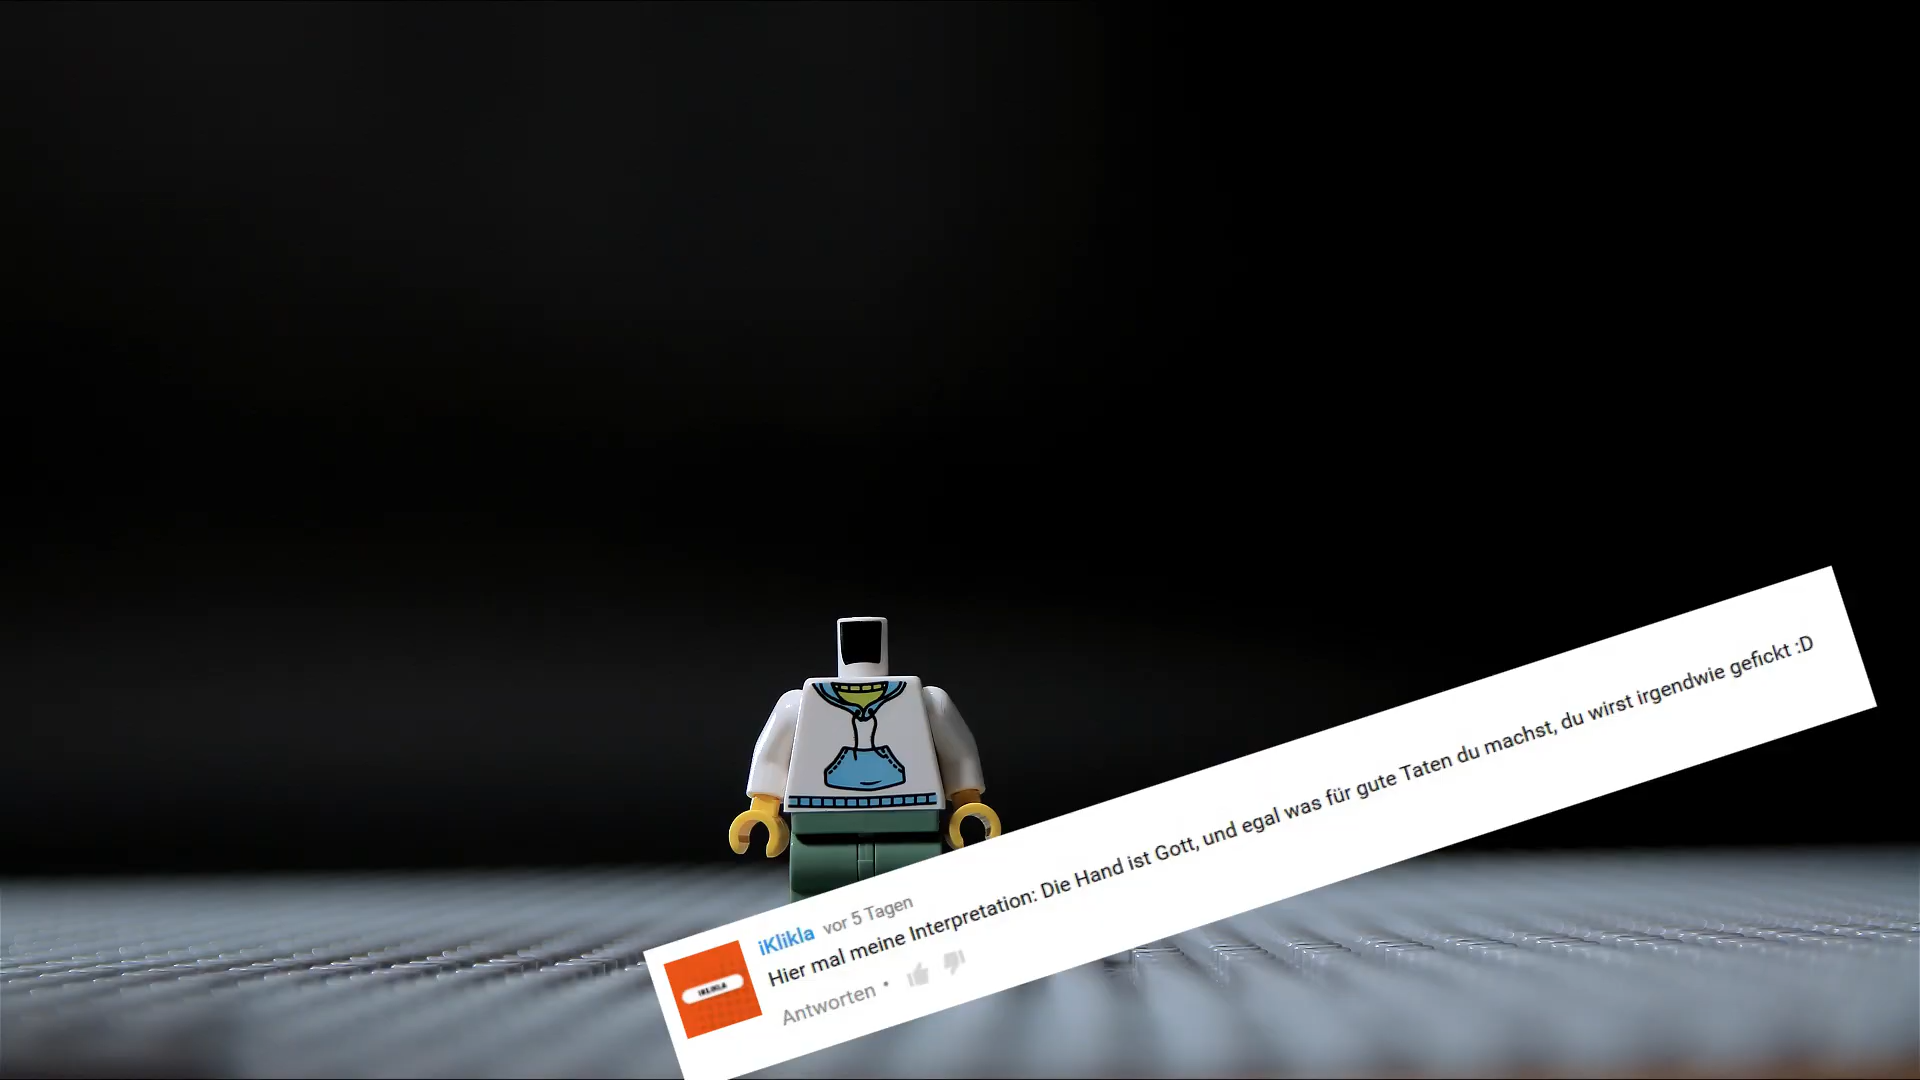 iKlikla vor 5 Tagen
Hier mal meine Interpretation: Die Hand ist Gott, und egal was für gute Taten du machst, du wirst irgendwie gefickt :D
Antworten •
IKLIKLA